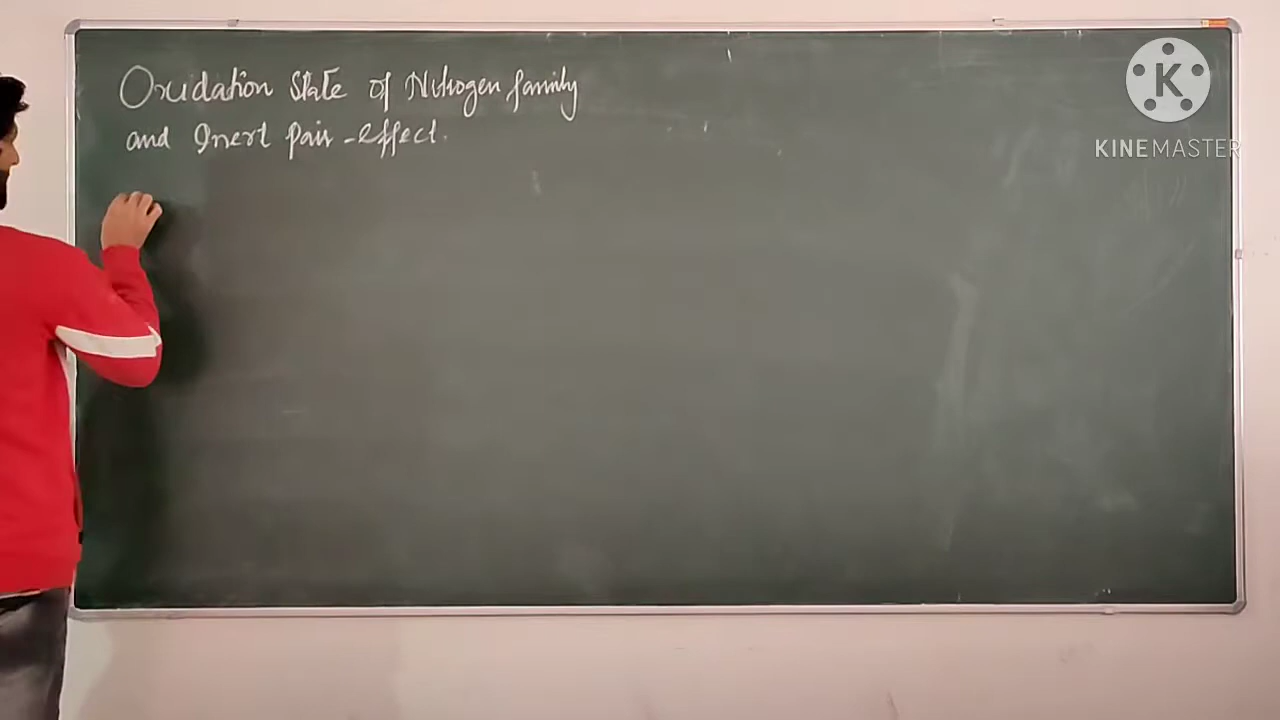 Oxidation State of Nitrogen family
and Inert Pair-effect.
K
KINEMASTER